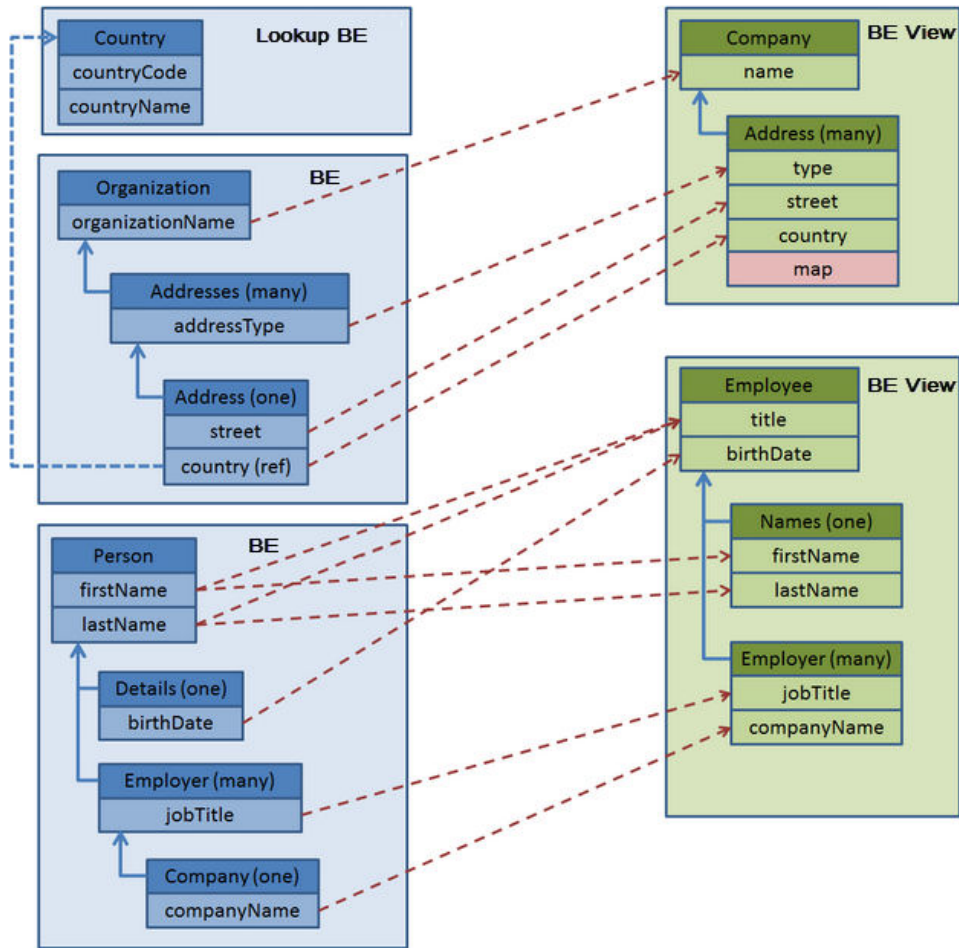 Lookup BE
Country
countryCode
countryName
BE
Organization
organizationName
Addresses (many)
addressType
Address (one)
street
country (ref)
BE
Person
firstName
lastName
Details (one)
birthDate
Employer (many)
jobTitle
Company (one)
companyName
BE View
Company
name
Address (many)
type
street
country
map
BE View
Employee
title
birthDate
Names (one)
firstName
lastName
Employer (many)
jobTitle
companyName